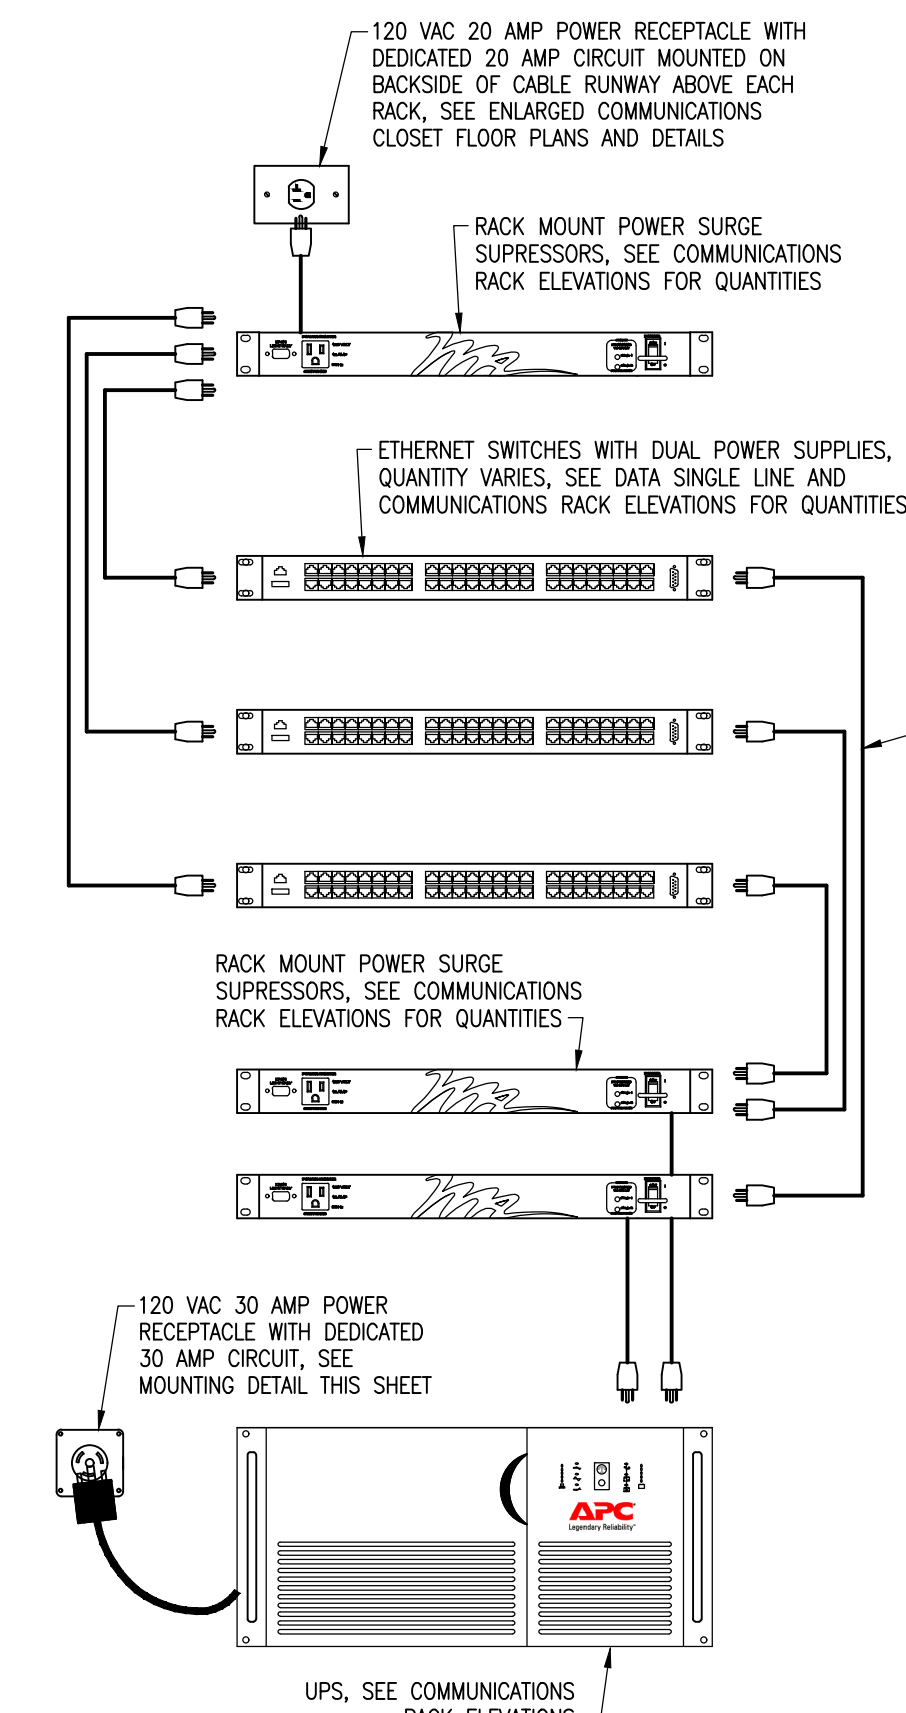 120 VAC 20 AMP POWER RECEPTACLE WITH
DEDICATED 20 AMP CIRCUIT MOUNTED ON
BACKSIDE OF CABLE RUNWAY ABOVE EACH
RACK, SEE ENLARGED COMMUNICATIONS
CLOSET FLOOR PLANS AND DETAILS
RACK MOUNT POWER SURGE
SUPRESSORS, SEE COMMUNICATIONS
RACK ELEVATIONS FOR QUANTITIES
ETHERNET SWITCHES WITH DUAL POWER SUPPLIES,
QUANTITY VARIES, SEE DATA SINGLE LINE AND
COMMUNICATIONS RACK ELEVATIONS FOR QUANTITIES
RACK MOUNT POWER SURGE
SUPRESSORS, SEE COMMUNICATIONS
RACK ELEVATIONS FOR QUANTITIES
120 VAC 30 AMP POWER
RECEPTACLE WITH DEDICATED
30 AMP CIRCUIT, SEE
MOUNTING DETAIL THIS SHEET
APC
Legendary Reliability™
UPS, SEE COMMUNICATIONS
RACK ELEVATIONS